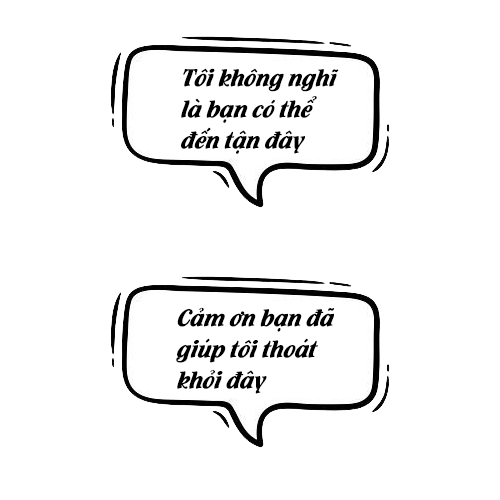 Tôi không nghĩ
là bạn có thể
đến tận đây
Cảm ơn bạn đã
giúp tôi thoát
khỏi đây